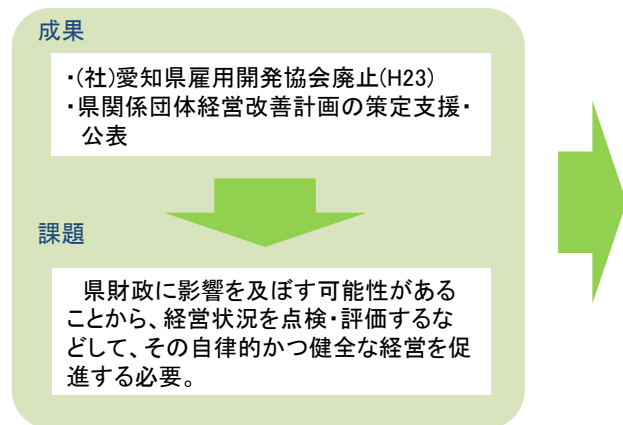 成果
・(社)愛知県雇用開発協会廃止(H23)
・県関係団体経営改善計画の策定支援・
公表
課題
県財政に影響を及ぼす可能性がある
ことから、経営状況を点検・評価するな
どして、その自律的かつ健全な経営を促
進する必要。